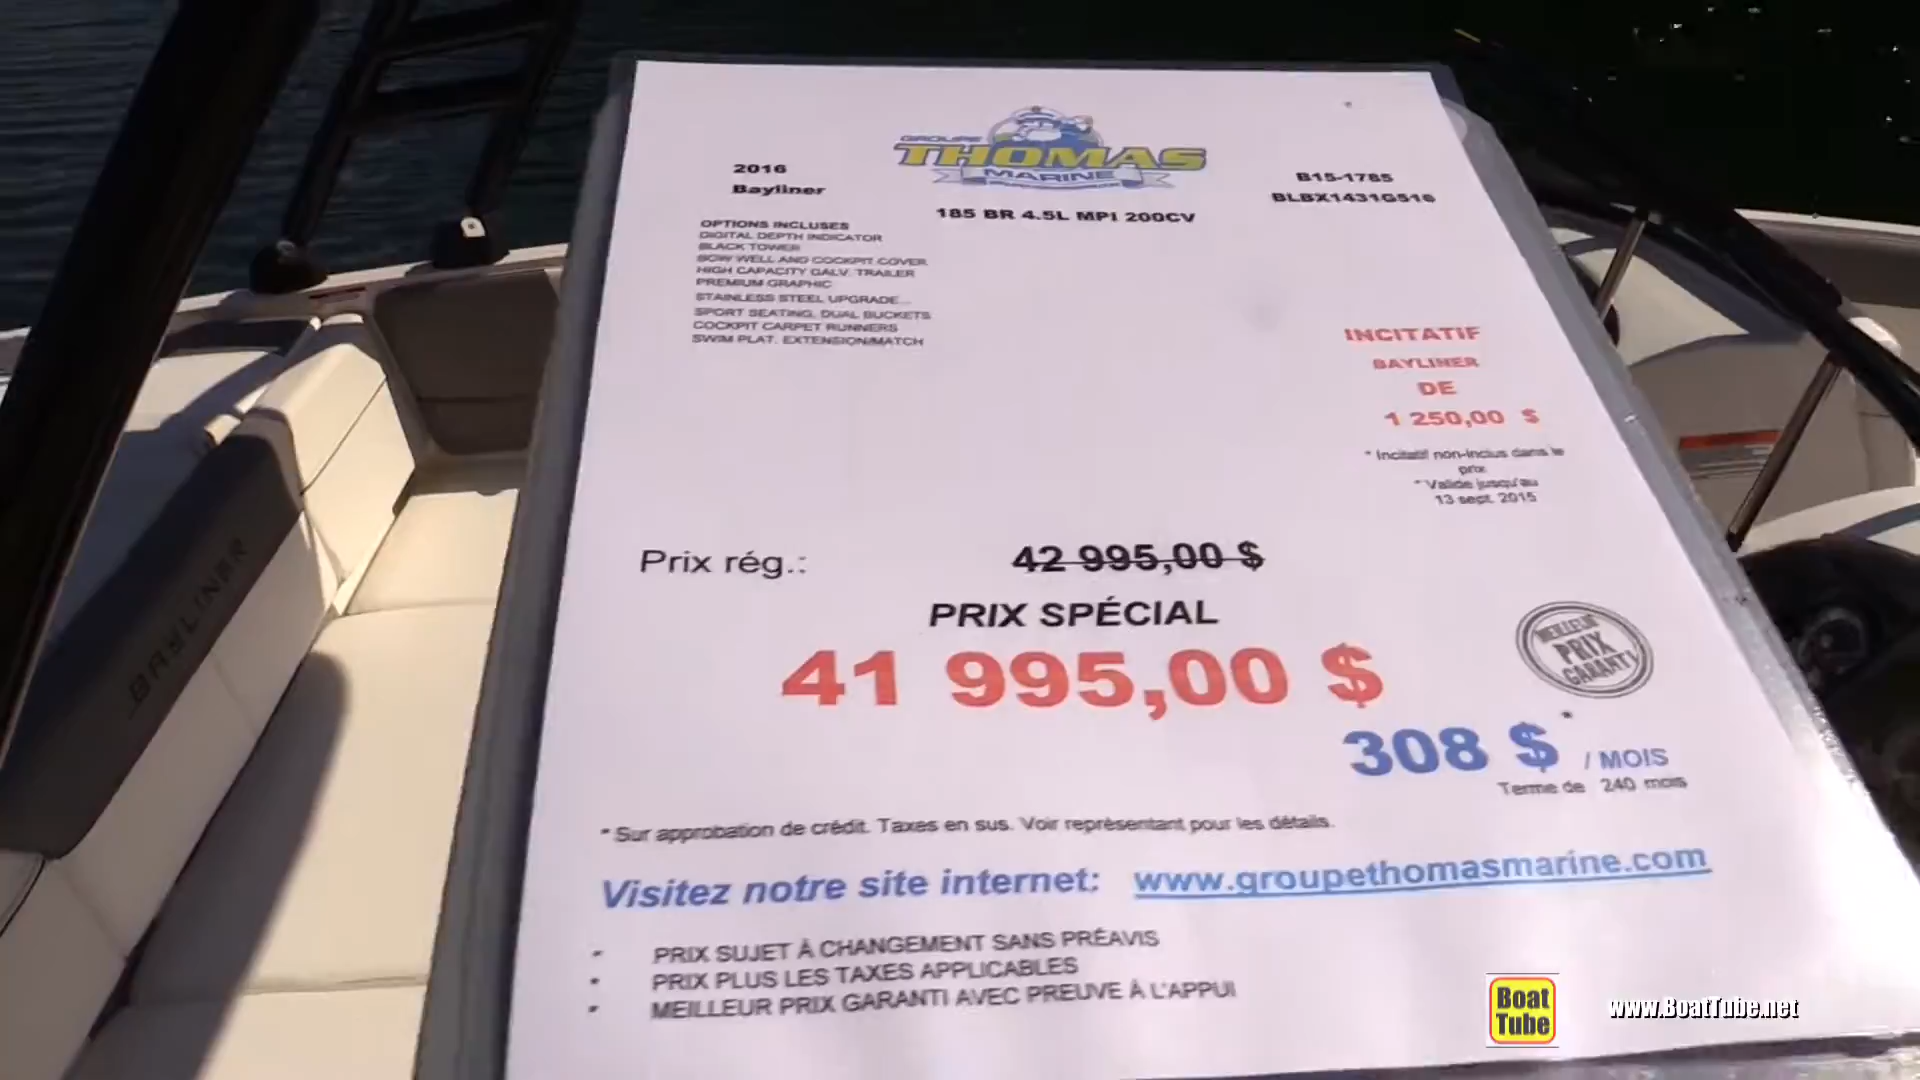 GROUPE
THOMAS
MARINE
2016
Bayliner
185 BR 4.5L MPI 200CV
B15-1785
BLBX1431G516
OPTIONS INCLUSES
DIGITAL DEPTH INDICATOR
BLACK TOWER
BOW WELL AND COCKPIT COVER
HIGH CAPACITY GALV. TRAILER
PREMIUM GRAPHIC
STAINLESS STEEL UPGRADE...
SPORT SEATING, DUAL BUCKETS
COCKPIT CARPET RUNNERS
SWIM PLAT. EXTENSION/MATCH
INCITATIF
BAYLINER
DE
1 250,00 $
* Incitatif non-inclus dans le
prix
* Valide jusqu'au
13 sept. 2015
Prix rég.: 42 995,00 $
PRIX SPÉCIAL
41 995,00 $
MEILLEUR
PRIX
GARANTI
308 $ * / MOIS
Terme de 240 mois
* Sur approbation de crédit. Taxes en sus. Voir représentant pour les détails.
Visitez notre site internet: www.groupethomasmarine.com
• PRIX SUJET À CHANGEMENT SANS PRÉAVIS
• PRIX PLUS LES TAXES APPLICABLES
• MEILLEUR PRIX GARANTI AVEC PREUVE À L'APPUI
BAYLINER
Boat
Tube
www.BoatTube.net